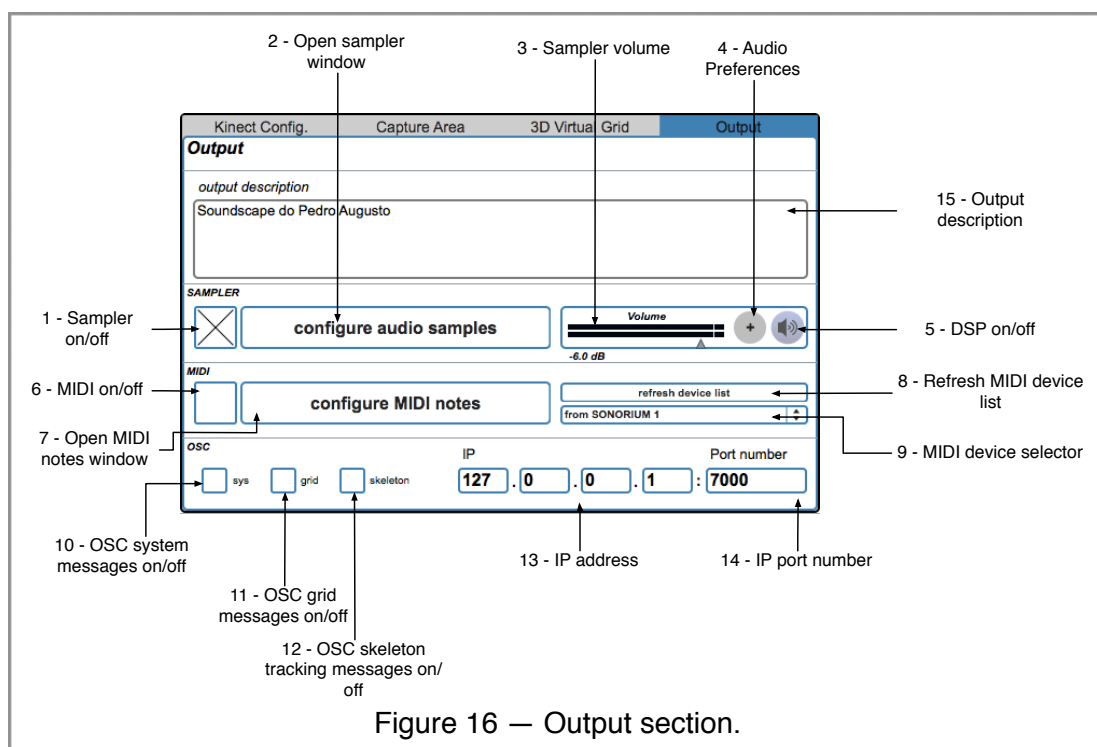 2 - Open sampler
window
3 - Sampler volume
4 - Audio
Preferences
Kinect Config.
Capture Area
3D Virtual Grid
Output
Output
output description
Soundscape do Pedro Augusto
15 - Output
description
SAMPLER
1 - Sampler
on/off
configure audio samples
Volume
+
-6.0 dB
5 - DSP on/off
MIDI
6 - MIDI on/off
configure MIDI notes
refresh device list
from SONORIUM 1
8 - Refresh MIDI device
list
7 - Open MIDI
notes window
9 - MIDI device selector
OSC
sys
grid
skeleton
IP
Port number
127 . 0 . 0 . 1 : 7000
10 - OSC system
messages on/off
11 - OSC grid
messages on/off
12 - OSC skeleton
tracking messages on/
off
13 - IP address
14 - IP port number
Figure 16 — Output section.